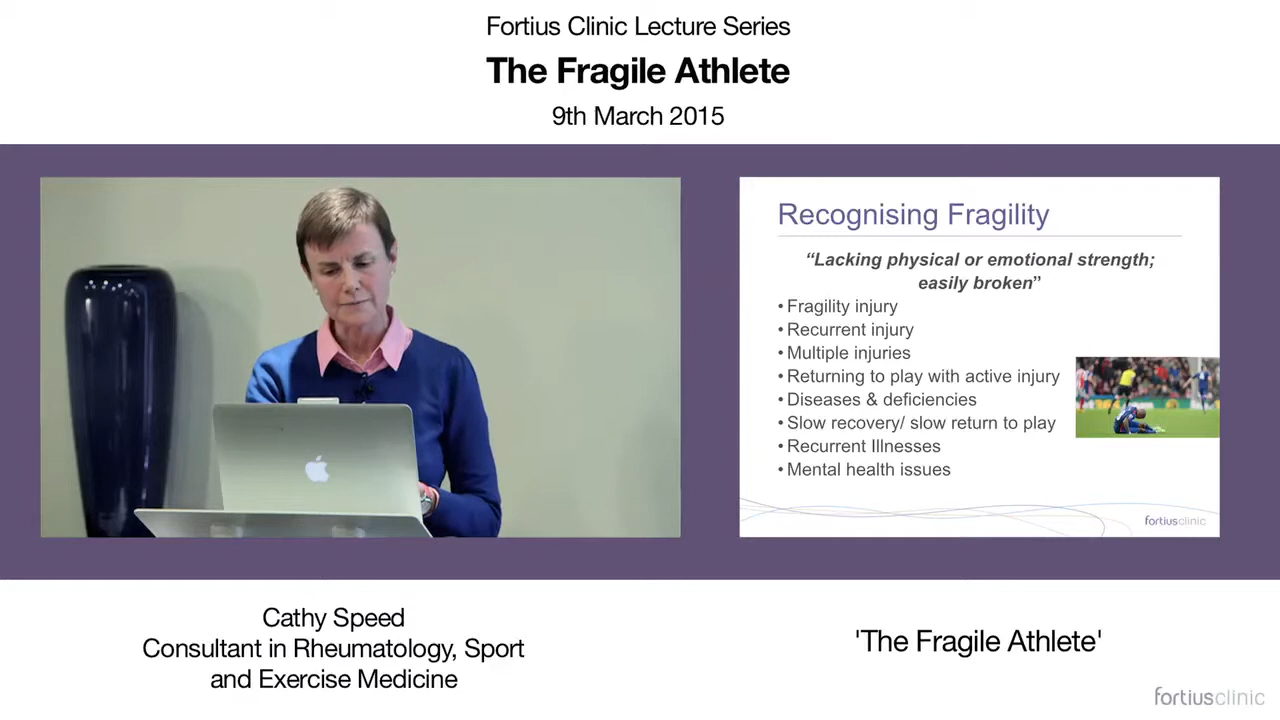 Fortius Clinic Lecture Series
The Fragile Athlete
9th March 2015
Recognising Fragility
“Lacking physical or emotional strength;
easily broken”
• Fragility injury
• Recurrent injury
• Multiple injuries
• Returning to play with active injury
• Diseases & deficiencies
• Slow recovery/ slow return to play
• Recurrent Illnesses
• Mental health issues
fortiusclinic
Cathy Speed
Consultant in Rheumatology, Sport
and Exercise Medicine
'The Fragile Athlete'
fortiusclinic